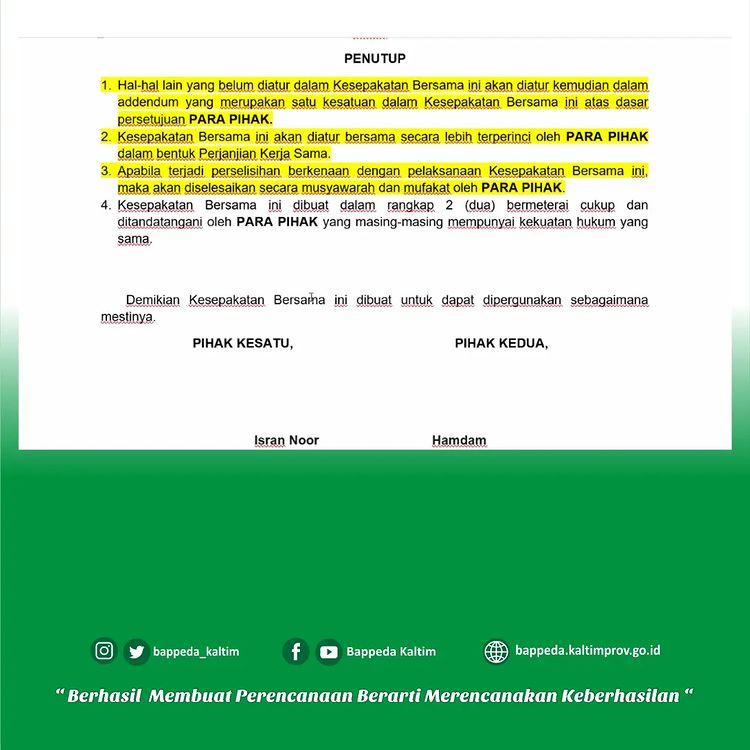 PENUTUP
1. Hal-hal lain yang belum diatur dalam Kesepakatan Bersama ini akan diatur kemudian dalam
addendum yang merupakan satu kesatuan dalam Kesepakatan Bersama ini atas dasar
persetujuan PARA PIHAK.
2. Kesepakatan Bersama ini akan diatur bersama secara lebih terperinci oleh PARA PIHAK
dalam bentuk Perjanjian Kerja Sama.
3. Apabila terjadi perselisihan berkenaan dengan pelaksanaan Kesepakatan Bersama ini,
maka akan diselesaikan secara musyawarah dan mufakat oleh PARA PIHAK.
4. Kesepakatan Bersama ini dibuat dalam rangkap 2 (dua) bermeterai cukup dan
ditandatangani oleh PARA PIHAK yang masing-masing mempunyai kekuatan hukum yang
sama.
Demikian Kesepakatan Bersama ini dibuat untuk dapat dipergunakan sebagaimana
mestinya.
PIHAK KESATU, PIHAK KEDUA,
Isran Noor Hamdam
bappeda_kaltim Bappeda Kaltim bappeda.kaltimprov.go.id
“ Berhasil Membuat Perencanaan Berarti Merencanakan Keberhasilan “